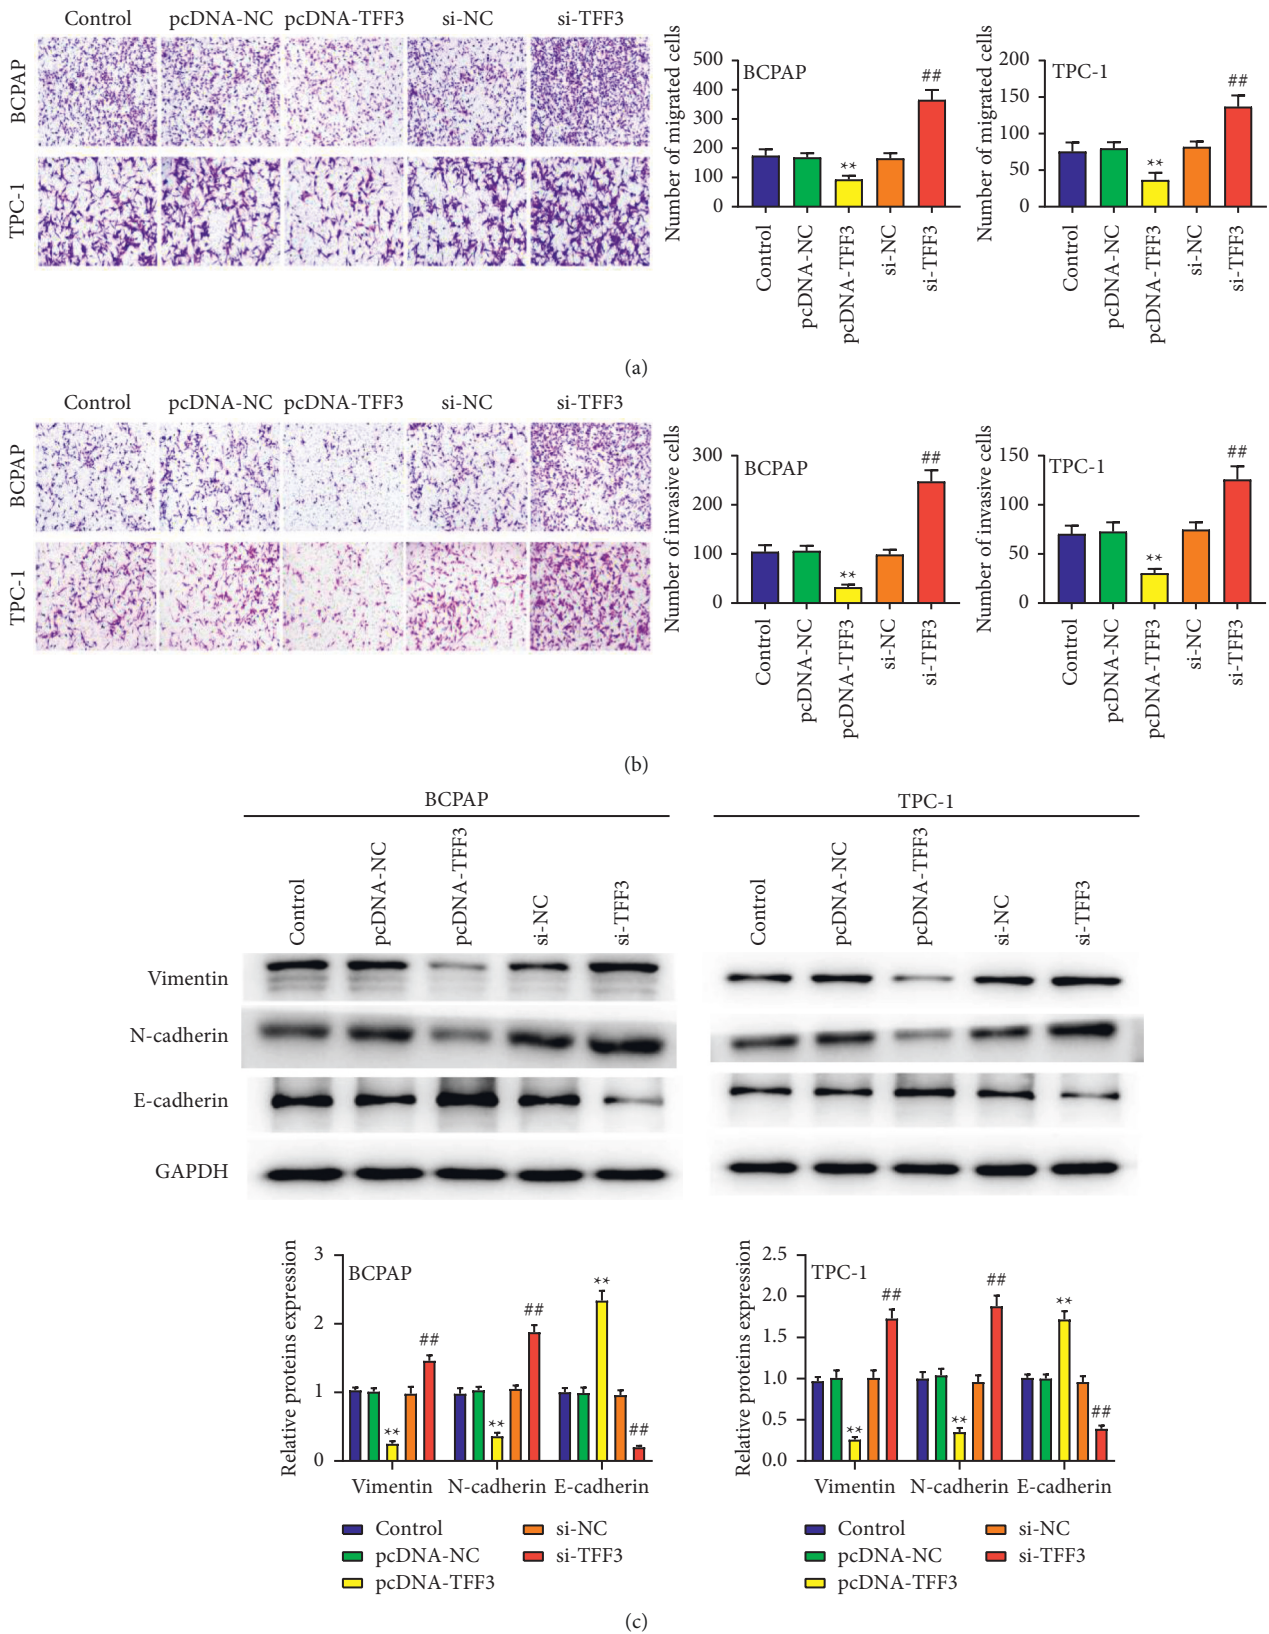 Control pcDNA-NC pcDNA-TFF3 si-NC si-TFF3
BCPAP
TPC-1
Number of migrated cells
500
400
300
200
100
0
BCPAP
**
##
Control
pcDNA-NC
pcDNA-TFF3
si-NC
si-TFF3
Number of migrated cells
200
150
100
50
0
TPC-1
**
##
Control
pcDNA-NC
pcDNA-TFF3
si-NC
si-TFF3
(a)
Control pcDNA-NC pcDNA-TFF3 si-NC si-TFF3
BCPAP
TPC-1
Number of invasive cells
300
200
100
0
BCPAP
**
##
Control
pcDNA-NC
pcDNA-TFF3
si-NC
si-TFF3
Number of invasive cells
150
100
50
0
TPC-1
**
##
Control
pcDNA-NC
pcDNA-TFF3
si-NC
si-TFF3
(b)
BCPAP
Control
pcDNA-NC
pcDNA-TFF3
si-NC
si-TFF3
TPC-1
Control
pcDNA-NC
pcDNA-TFF3
si-NC
si-TFF3
Vimentin
N-cadherin
E-cadherin
GAPDH
Relative proteins expression
3
2
1
0
BCPAP
**
##
**
##
**
##
Vimentin N-cadherin E-cadherin
Control
pcDNA-NC
pcDNA-TFF3
si-NC
si-TFF3
Relative proteins expression
2.5
2.0
1.5
1.0
0.5
0.0
TPC-1
**
##
**
##
**
##
Vimentin N-cadherin E-cadherin
Control
pcDNA-NC
pcDNA-TFF3
si-NC
si-TFF3
(c)